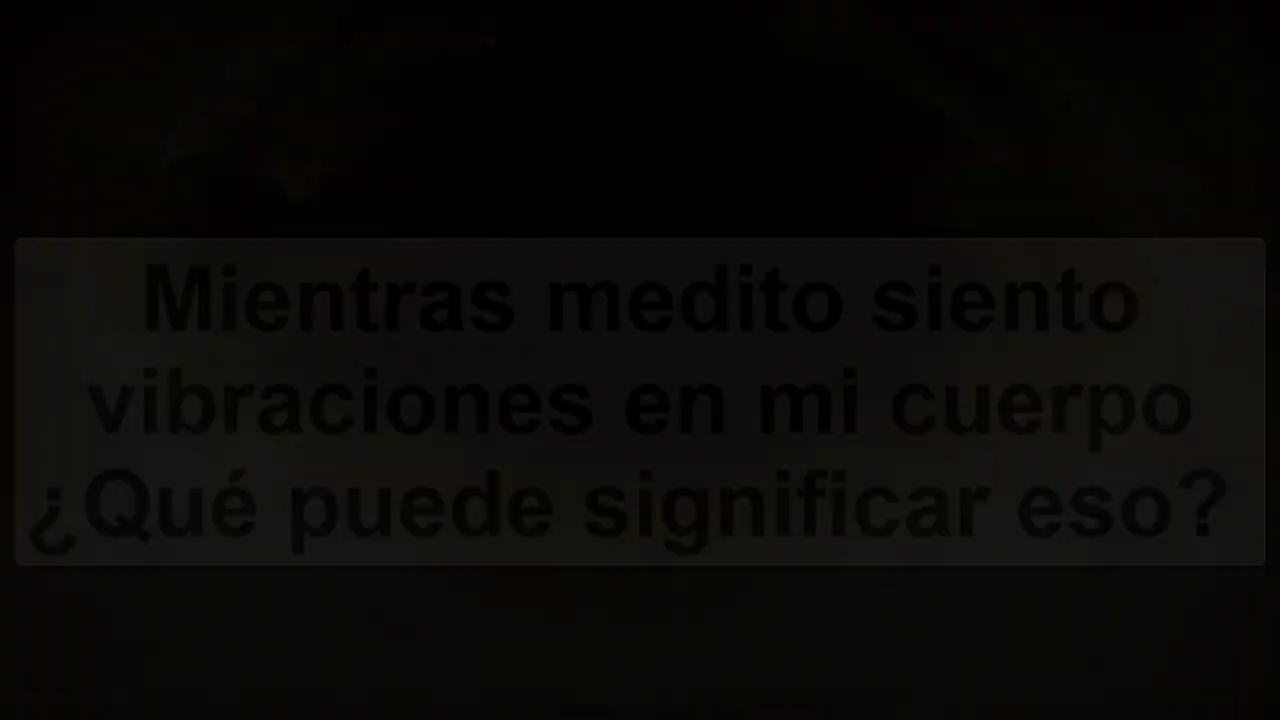 Mientras medito siento
vibraciones en mi cuerpo
¿Qué puede significar eso?